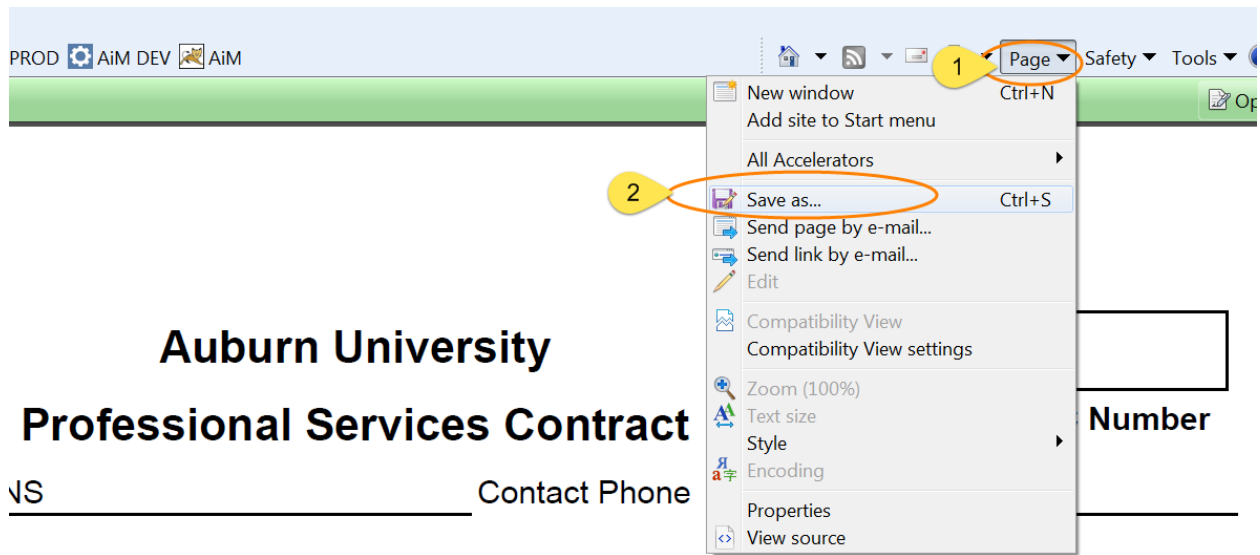 PROD AiM DEV AiM
1
Page Safety Tools
Op
New window Ctrl+N
Add site to Start menu
All Accelerators
2
Save as... Ctrl+S
Send page by e-mail...
Send link by e-mail...
Edit
Compatibility View
Compatibility View settings
Zoom (100%)
Text size
Style
Encoding
Properties
View source
Auburn University
Professional Services Contract
Number
NS
Contact Phone